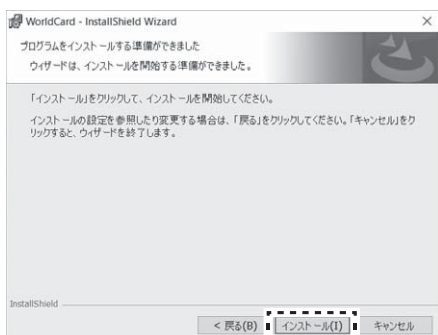 WorldCard - InstallShield Wizard
プログラムをインストールする準備ができました
ウィザードは、インストールを開始する準備ができました。
「インストール」をクリックして、インストールを開始してください。
インストールの設定を参照したり変更する場合は、「戻る」をクリックしてください。「キャンセル」をク
リックすると、ウィザードを終了します。
InstallShield
< 戻る(B) インストール(I) キャンセル